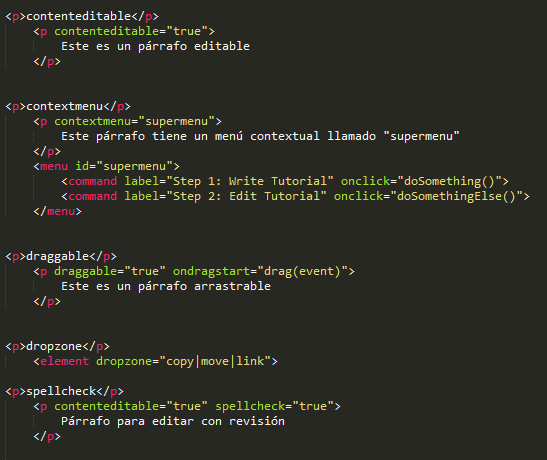 <p>contenteditable</p>
<p contenteditable="true">
Este es un párrafo editable
</p>
<p>contextmenu</p>
<p contextmenu="supermenu">
Este párrafo tiene un menú contextual llamado "supermenu"
</p>
<menu id="supermenu">
<command label="Step 1: Write Tutorial" onclick="doSomething()">
<command label="Step 2: Edit Tutorial" onclick="doSomethingElse()">
</menu>
<p>draggable</p>
<p draggable="true" ondragstart="drag(event)">
Este es un párrafo arrastrable
</p>
<p>dropzone</p>
<element dropzone="copy|move|link">
<p>spellcheck</p>
<p contenteditable="true" spellcheck="true">
Párrafo para editar con revisión
</p>